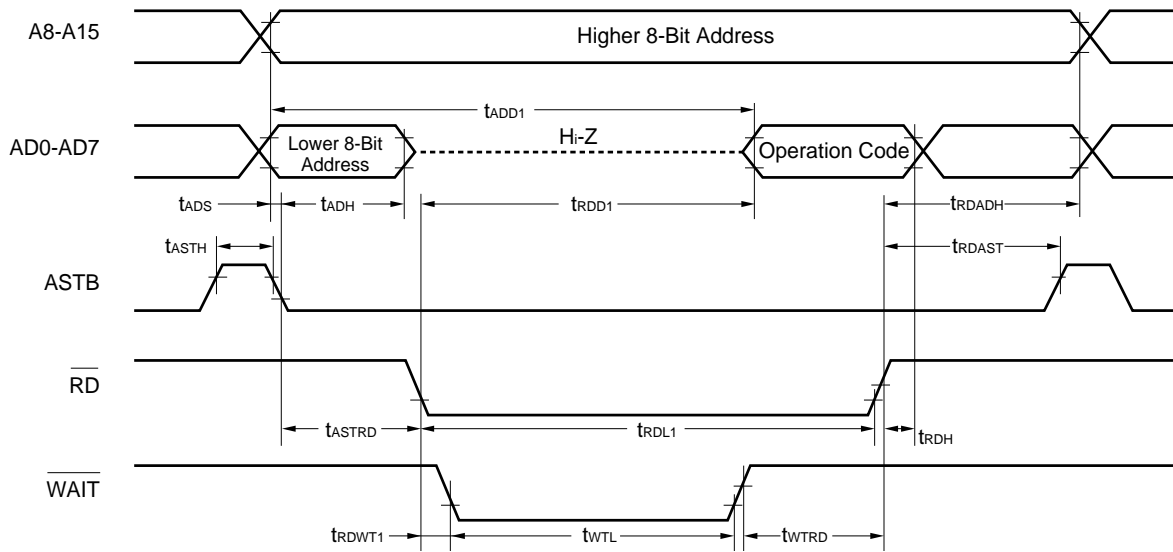 A8-A15
Higher 8-Bit Address
tADD1
AD0-AD7
Lower 8-Bit
Address
Hi-Z
Operation Code
tADS
tADH
tRDD1
tRDADH
tASTH
tRDAST
ASTB
RD
tASTRD
tRDL1
tRDH
WAIT
tRDWT1
tWTL
tWTRD